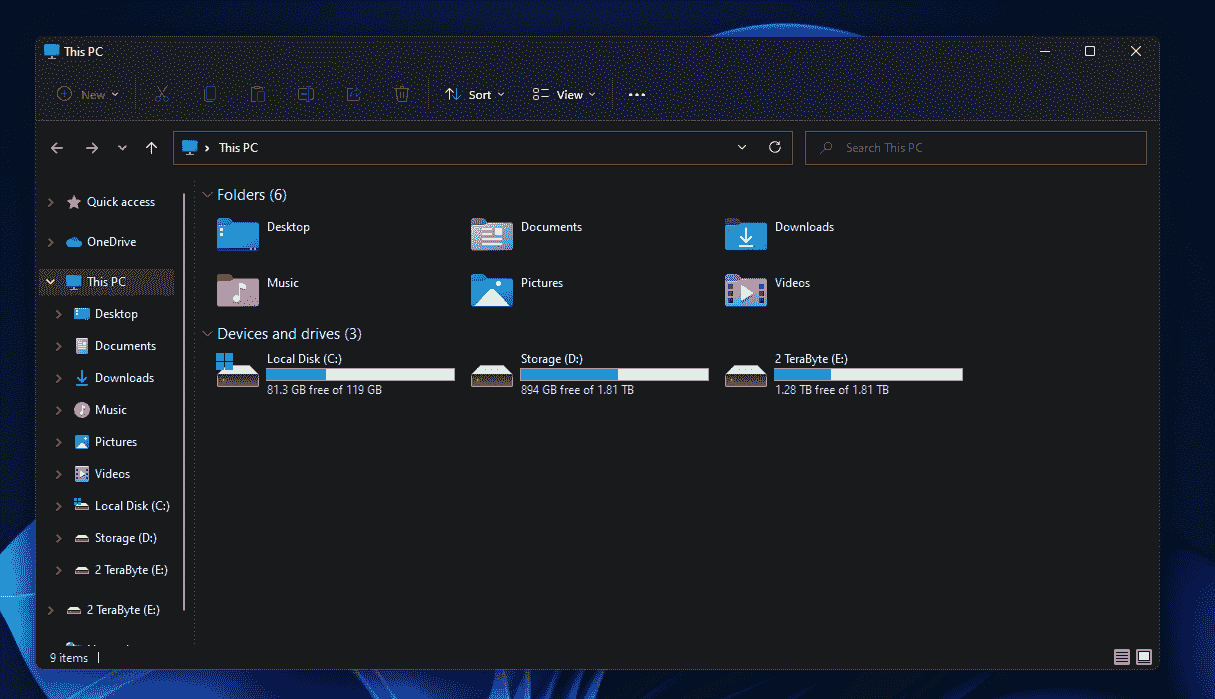 This PC
New
Sort
View
This PC
Search This PC
Quick access
OneDrive
This PC
Desktop
Documents
Downloads
Music
Pictures
Videos
Local Disk (C:)
Storage (D:)
2 TeraByte (E:)
2 TeraByte (E:)
Folders (6)
Desktop
Documents
Downloads
Music
Pictures
Videos
Devices and drives (3)
Local Disk (C:)
81.3 GB free of 119 GB
Storage (D:)
894 GB free of 1.81 TB
2 TeraByte (E:)
1.28 TB free of 1.81 TB
9 items